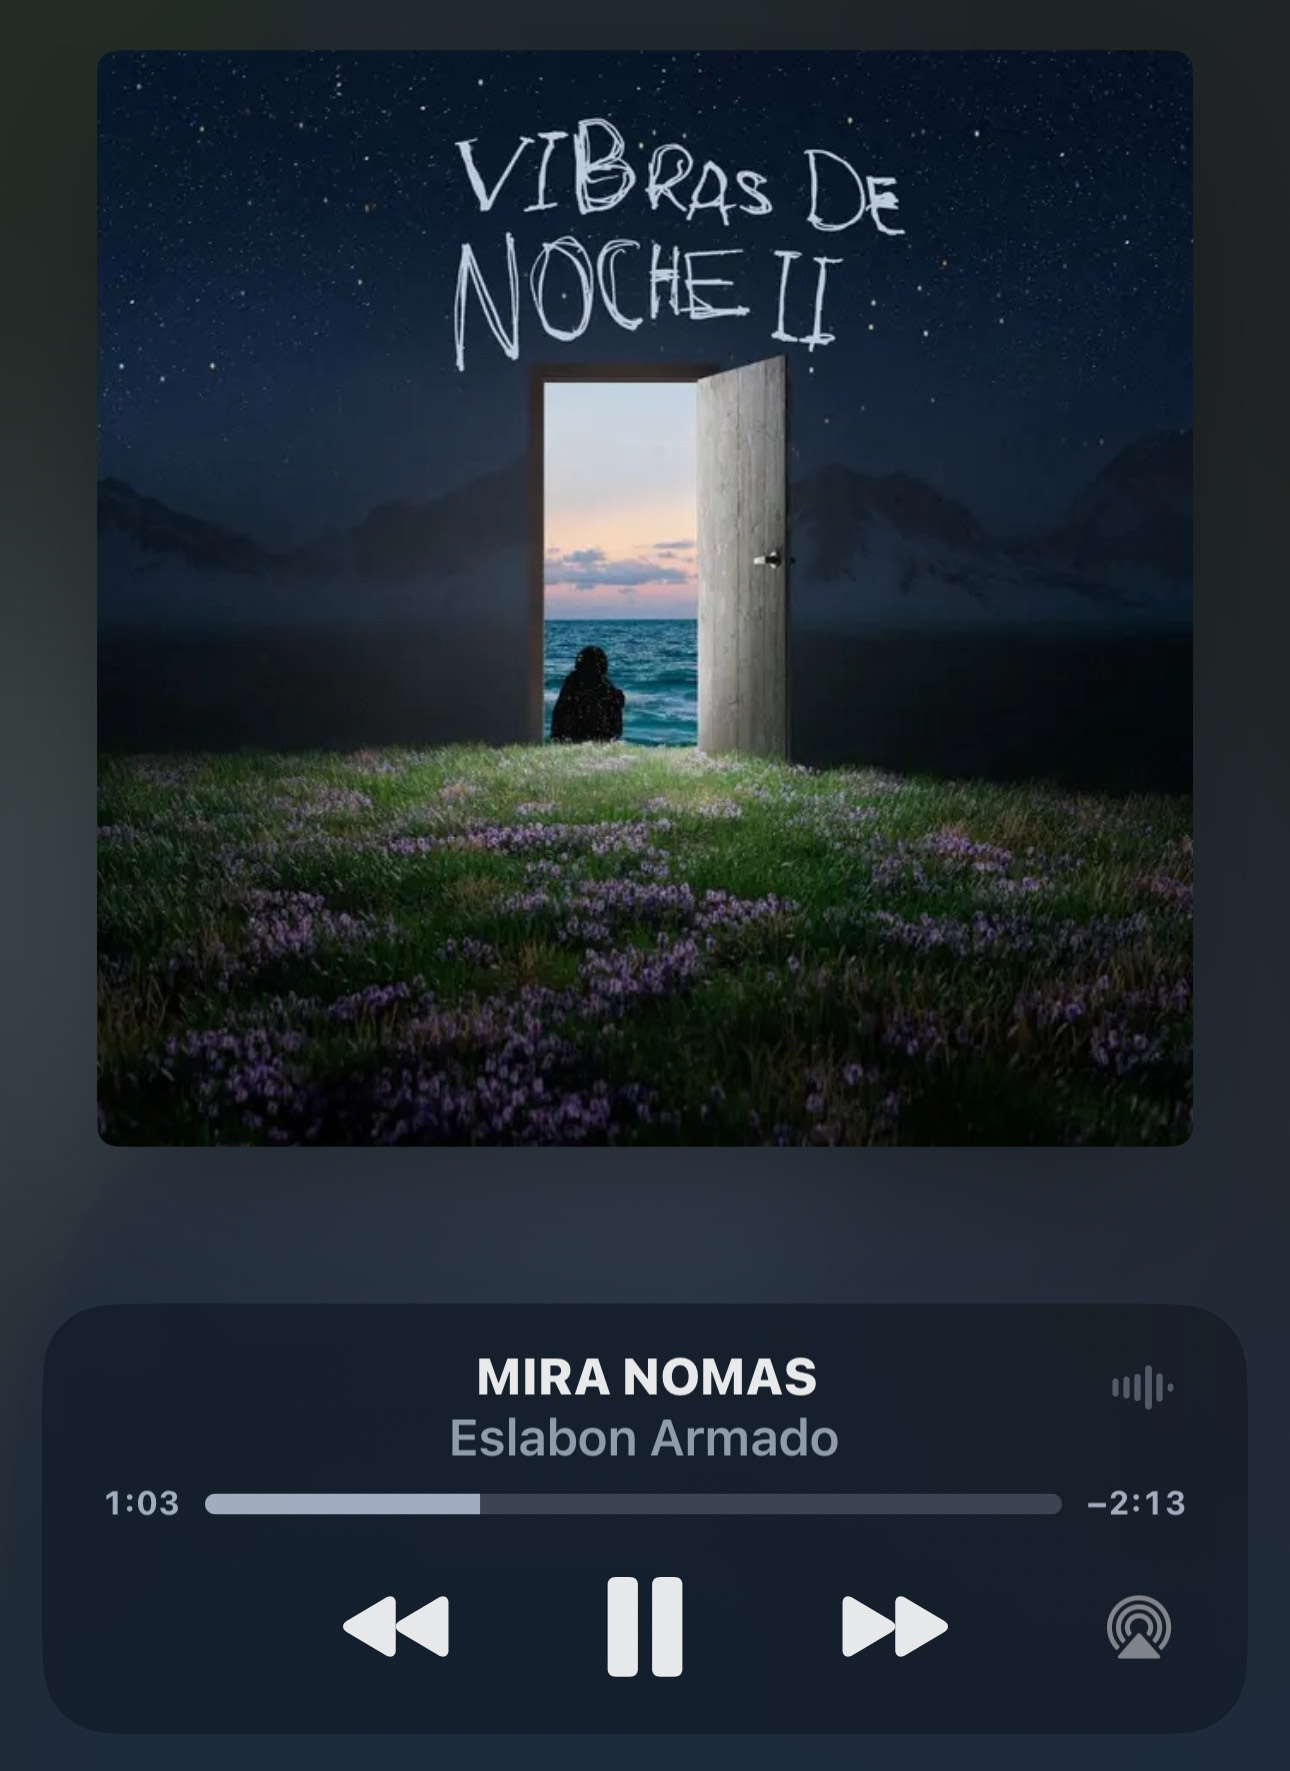 VIBRAS DE
NOCHE II
MIRA NOMAS
Eslabon Armado
1:03
−2:13